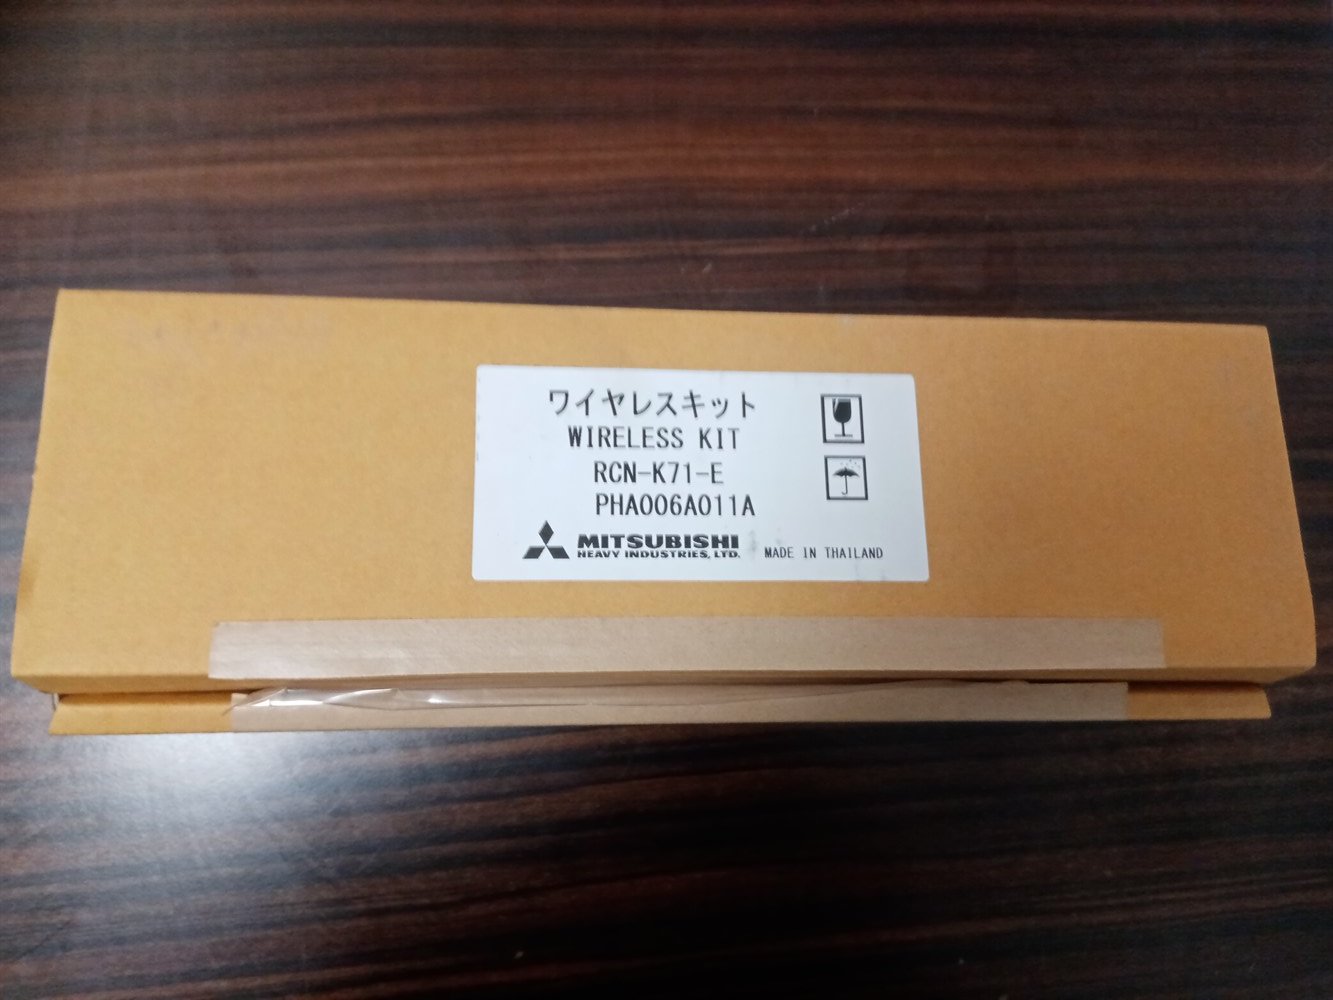 ワイヤレスキット
WIRELESS KIT
RCN-K71-E
PHA006A011A
MITSUBISHI
HEAVY INDUSTRIES, LTD.
MADE IN THAILAND